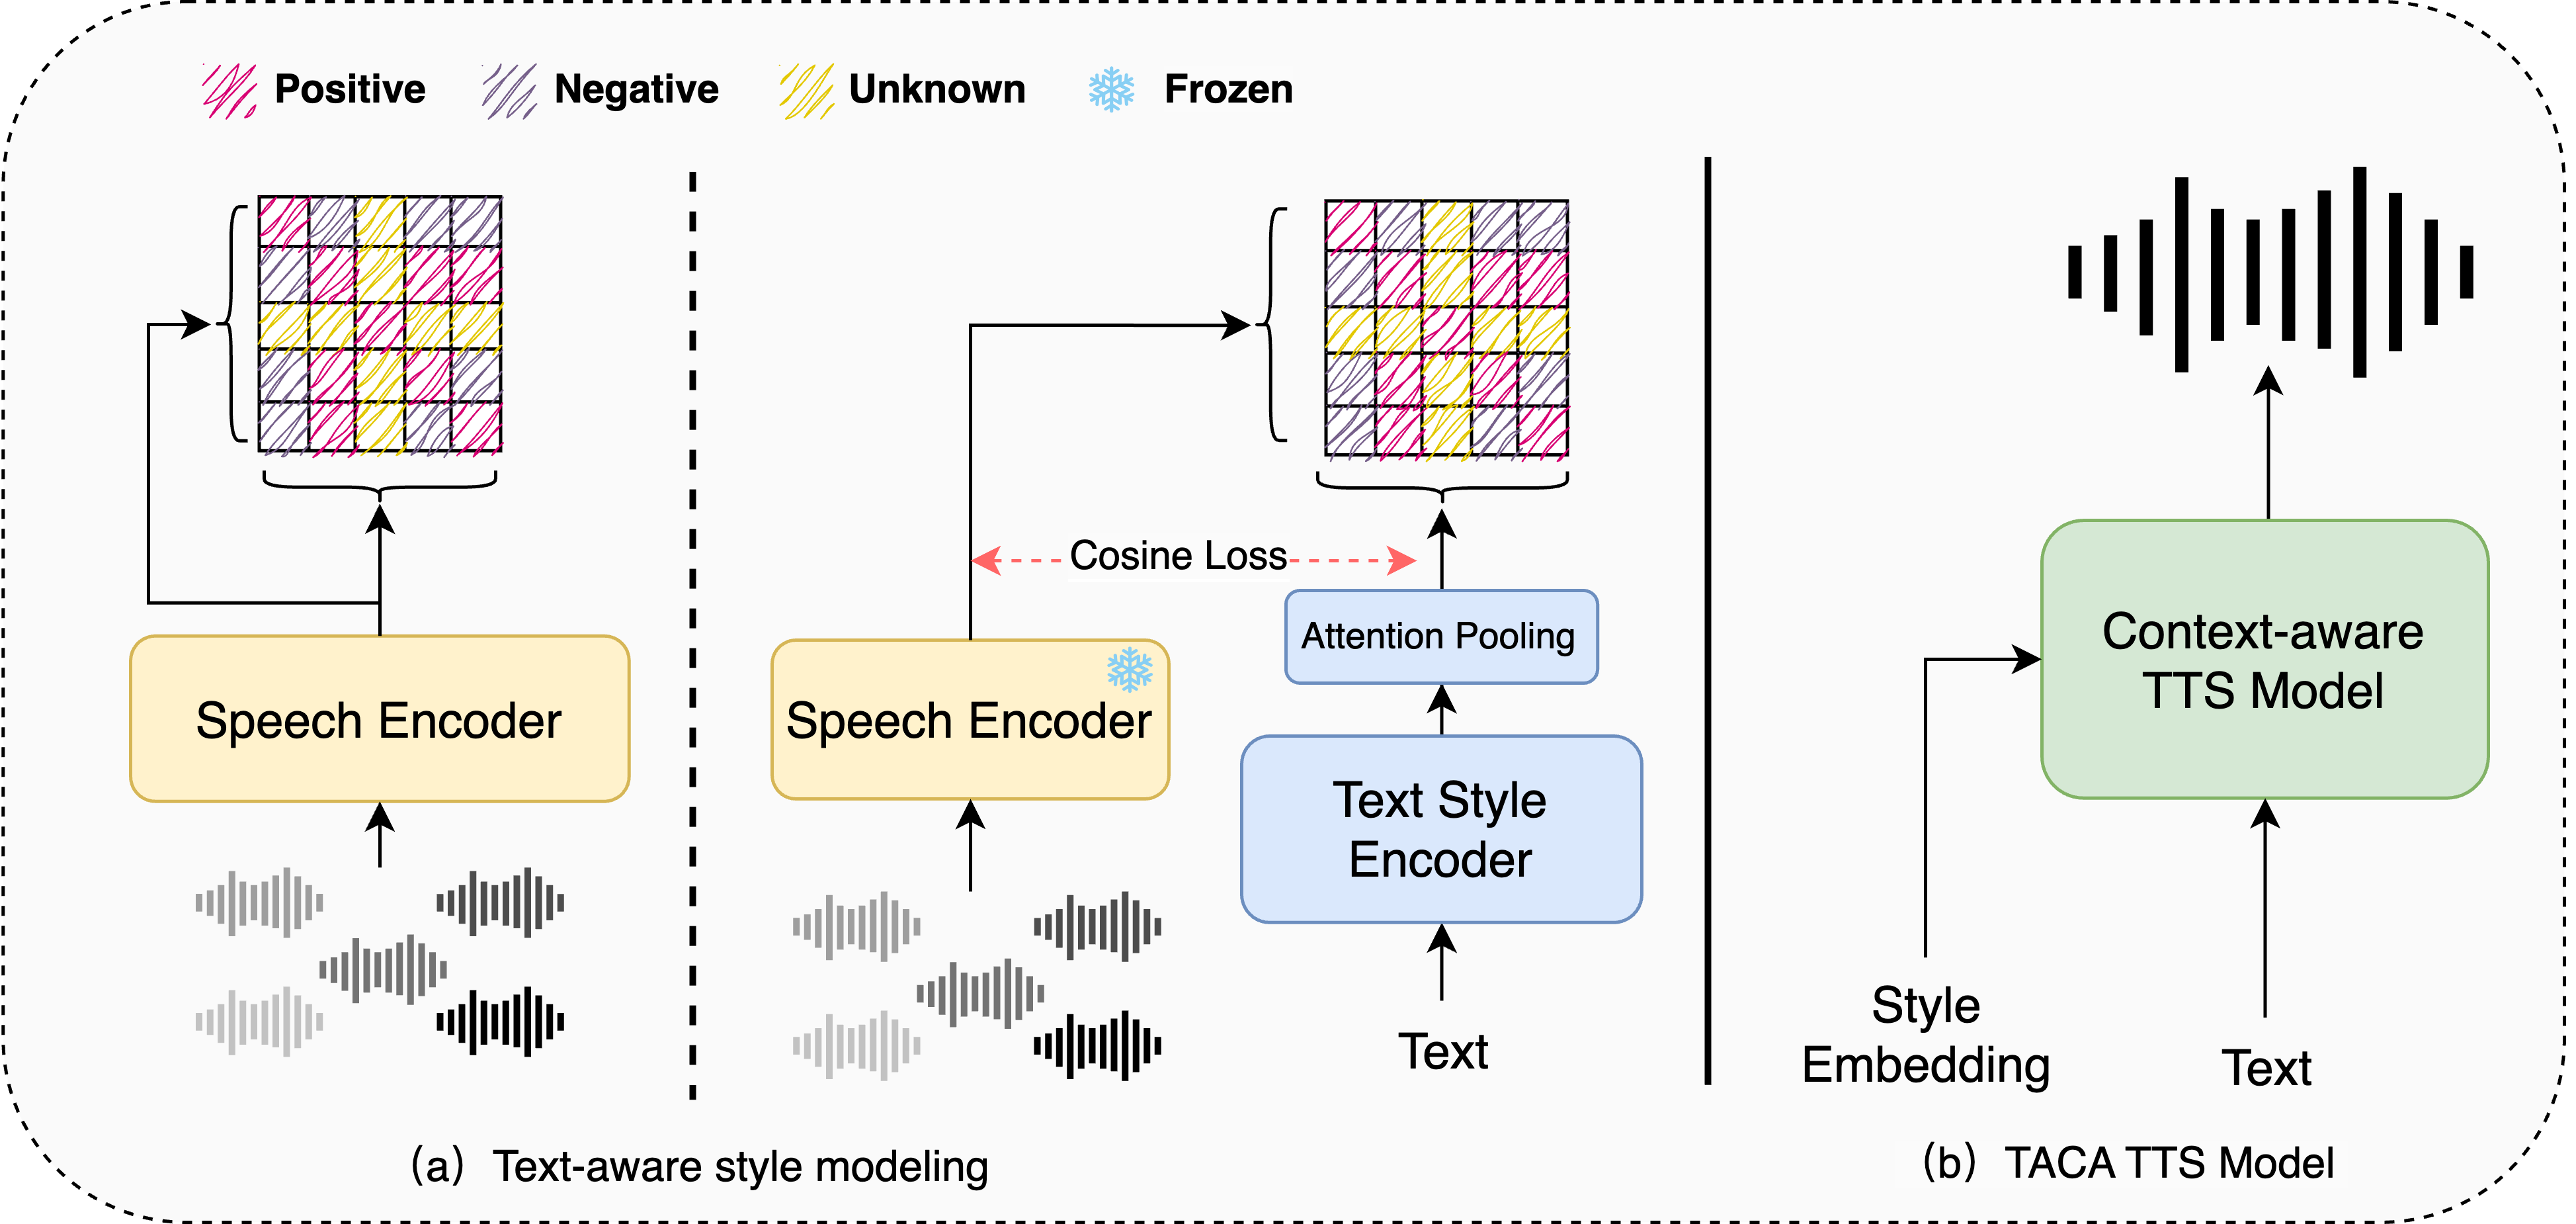 Positive Negative Unknown Frozen
Cosine Loss
Attention Pooling
Speech Encoder
Speech Encoder
Text Style
Encoder
Text
Context-aware
TTS Model
Style
Embedding
Text
(a) Text-aware style modeling
(b) TACA TTS Model